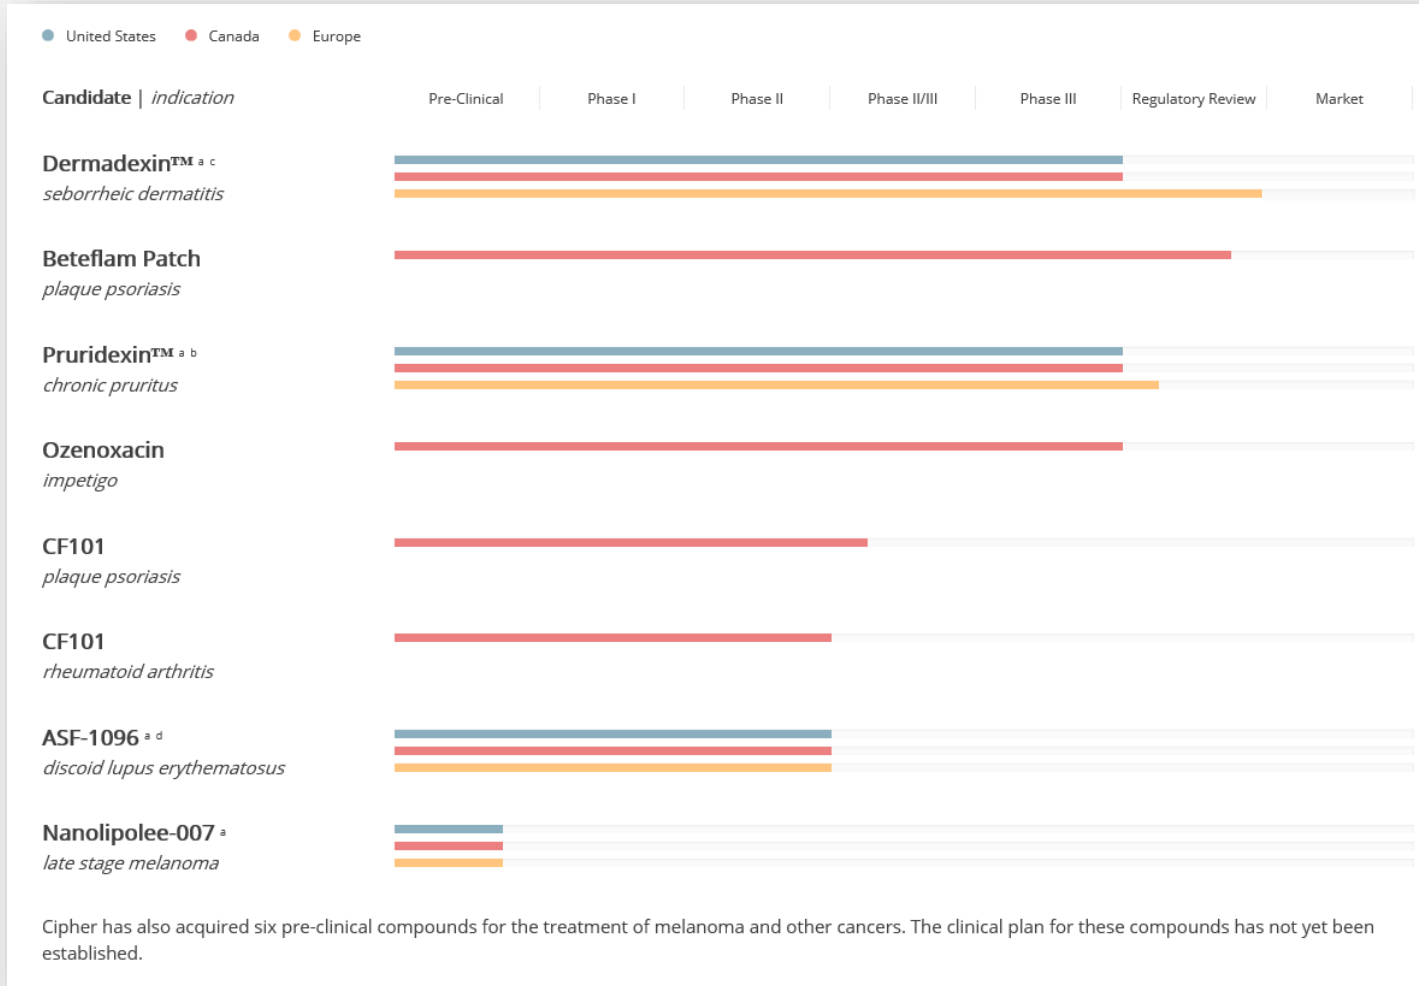 United States Canada Europe
Candidate | indication Pre-Clinical Phase I Phase II Phase II/III Phase III Regulatory Review Market
Dermadexin™ a c
seborrheic dermatitis
Beteflam Patch
plaque psoriasis
Pruridexin™ a b
chronic pruritus
Ozenoxacin
impetigo
CF101
plaque psoriasis
CF101
rheumatoid arthritis
ASF-1096 a d
discoid lupus erythematosus
Nanolipolee-007 a
late stage melanoma
Cipher has also acquired six pre-clinical compounds for the treatment of melanoma and other cancers. The clinical plan for these compounds has not yet been
established.